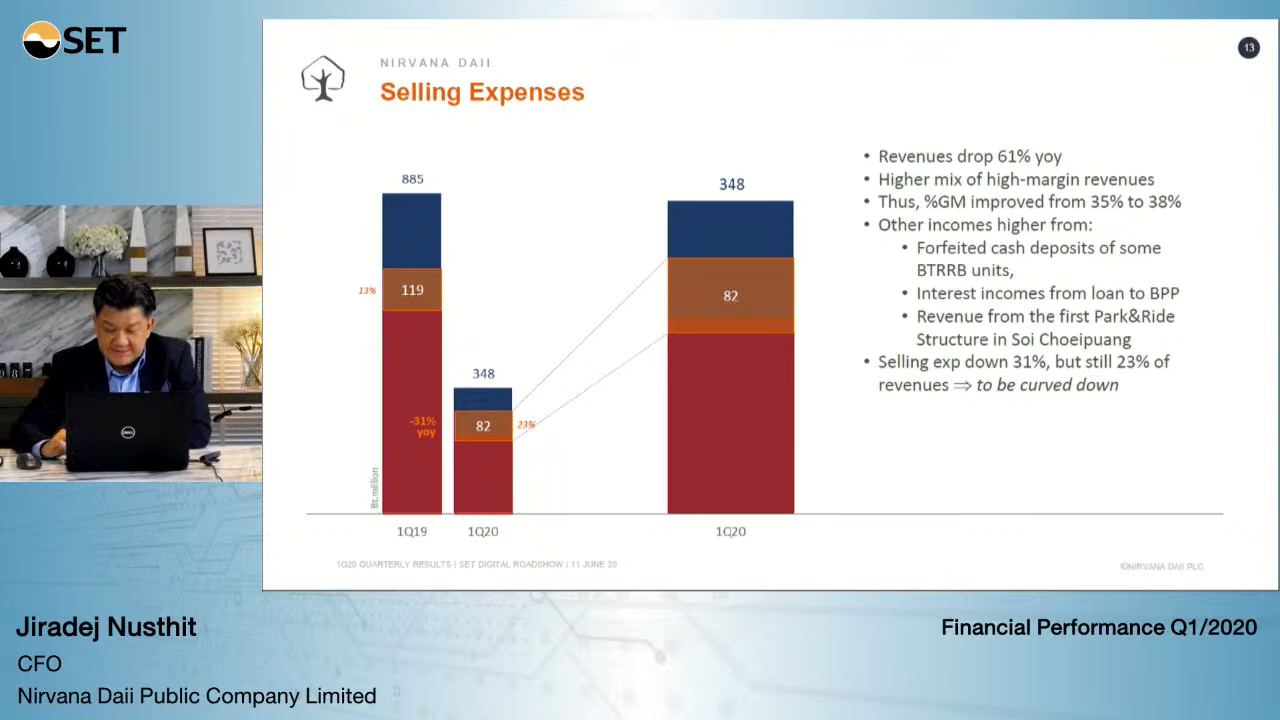 SET
13
NIRVANA DAII
Selling Expenses
885
13%
119
348
-31%
yoy
82
23%
348
82
Bt,million
1Q19
1Q20
1Q20
• Revenues drop 61% yoy
• Higher mix of high-margin revenues
• Thus, %GM improved from 35% to 38%
• Other incomes higher from:
• Forfeited cash deposits of some
BTRRB units,
• Interest incomes from loan to BPP
• Revenue from the first Park&Ride
Structure in Soi Choeipuang
• Selling exp down 31%, but still 23% of
revenues ⇒ to be curved down
1Q20 QUARTERLY RESULTS | SET DIGITAL ROADSHOW | 11 JUNE 20
©NIRVANA DAII PLC.
DELL
Jiradej Nusthit
CFO
Nirvana Daii Public Company Limited
Financial Performance Q1/2020